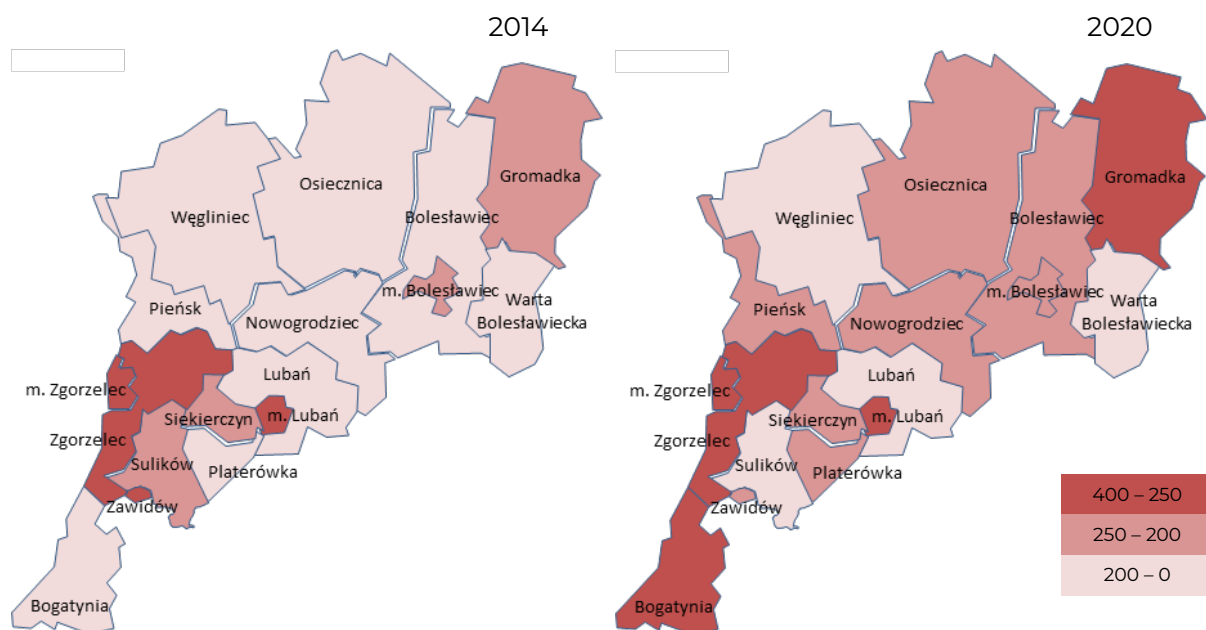 2014
Osiecznica
Gromadka
Węgliniec
Bolesławiec
m. Bolesławiec
Warta
Bolesławiecka
Pieńsk
Nowogrodziec
Lubań
m. Zgorzelec
m. Lubań
Siekierczyn
Zgorzelec
Sulików
Platerówka
Zawidów
Bogatynia
2020
Osiecznica
Gromadka
Węgliniec
Bolesławiec
m. Bolesławiec
Warta
Bolesławiecka
Pieńsk
Nowogrodziec
Lubań
m. Zgorzelec
m. Lubań
Siekierczyn
Zgorzelec
Sulików
Platerówka
Zawidów
Bogatynia
400 – 250
250 – 200
200 – 0